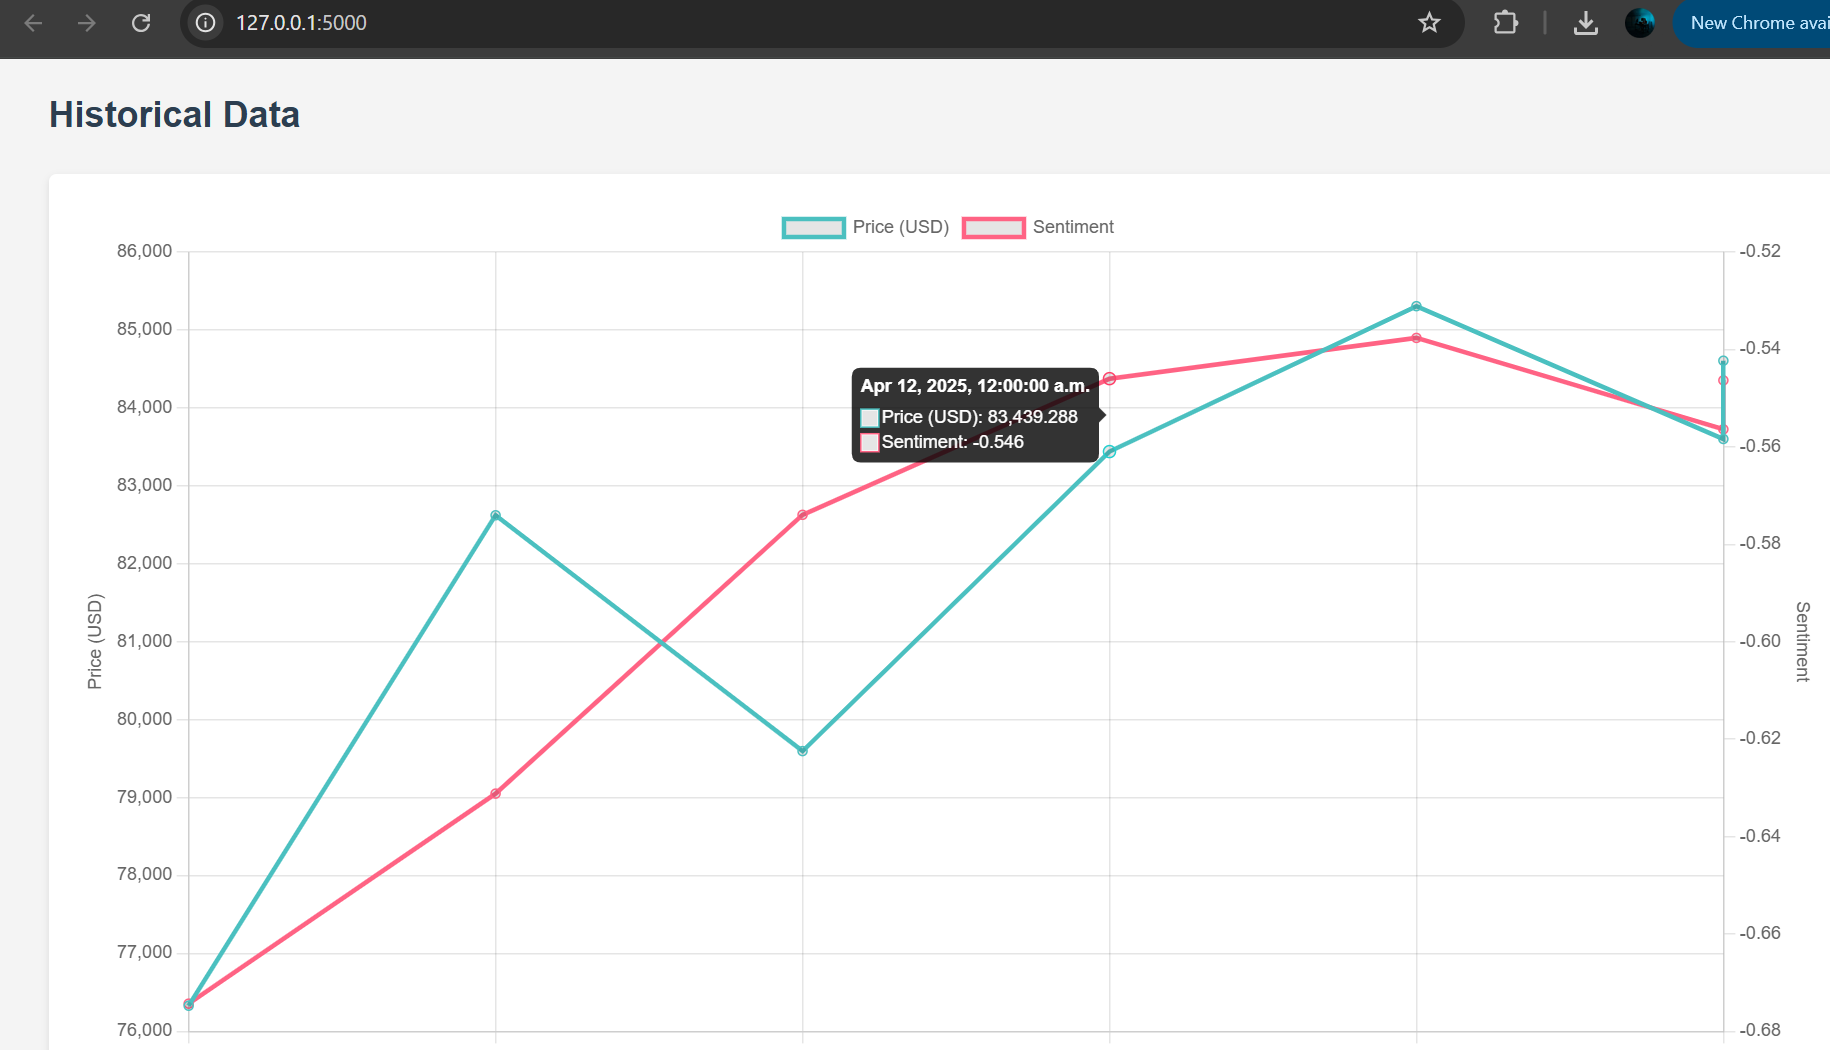 127.0.0.1:5000
New Chrome avai
Historical Data
Price (USD) Sentiment
86,000
85,000
84,000
83,000
82,000
81,000
80,000
79,000
78,000
77,000
76,000
Price (USD)
Apr 12, 2025, 12:00:00 a.m.
Price (USD): 83,439.288
Sentiment: -0.546
-0.52
-0.54
-0.56
-0.58
-0.60
-0.62
-0.64
-0.66
-0.68
Sentiment